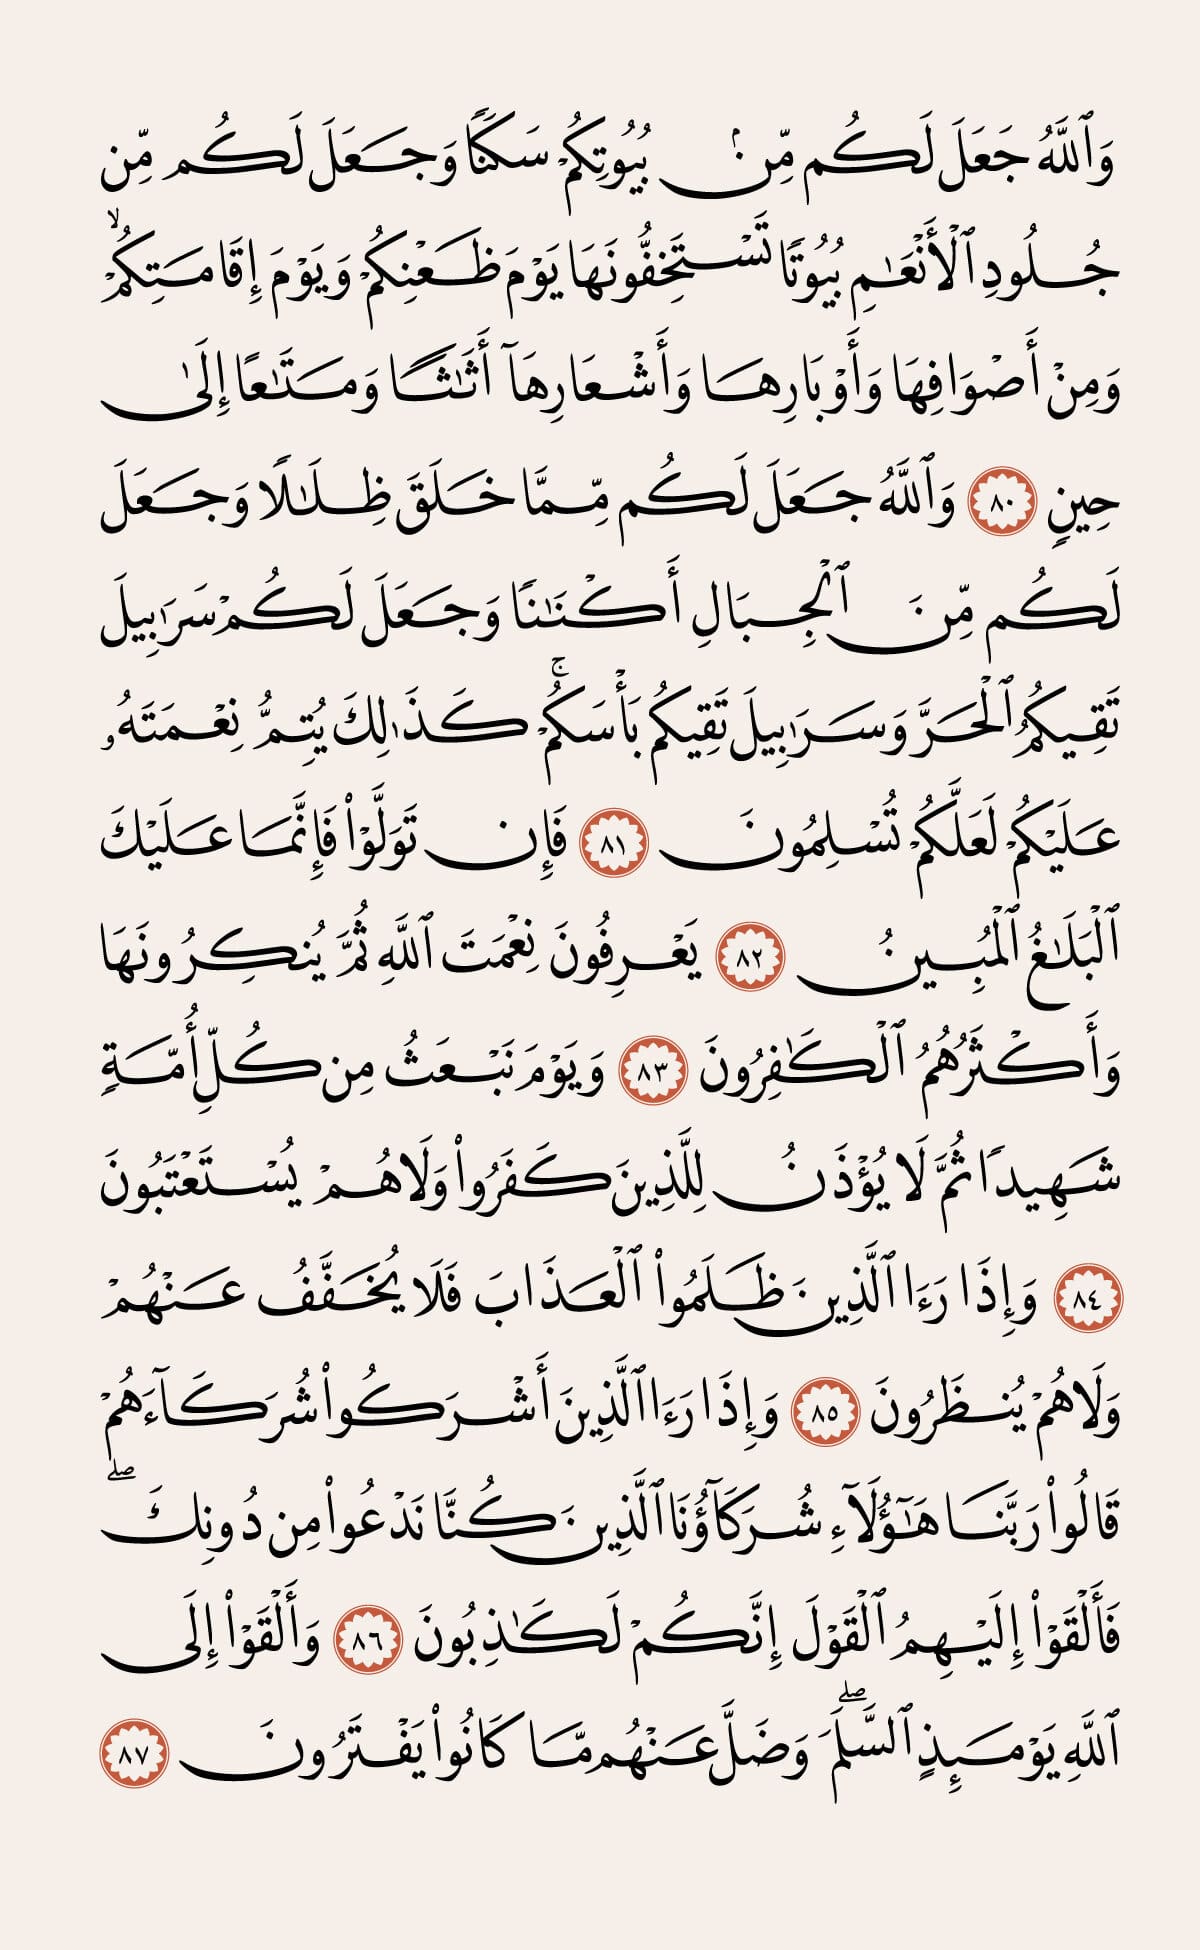 وَٱللَّهُ جَعَلَ لَكُم مِّنۢ بُيُوتِكُمْ سَكَنًا وَجَعَلَ لَكُم مِّن
جُلُودِ ٱلْأَنْعَـٰمِ بُيُوتًا تَسْتَخِفُّونَهَا يَوْمَ ظَعْنِكُمْ وَيَوْمَ إِقَامَتِكُمْ ۙ
وَمِنْ أَصْوَافِهَا وَأَوْبَارِهَا وَأَشْعَارِهَآ أَثَـٰثًا وَمَتَـٰعًا إِلَىٰ
حِينٍ ٨٠ وَٱللَّهُ جَعَلَ لَكُم مِّمَّا خَلَقَ ظِلَـٰلًا وَجَعَلَ
لَكُم مِّنَ ٱلْجِبَالِ أَكْنَـٰنًا وَجَعَلَ لَكُمْ سَرَٰبِيلَ
تَقِيكُمُ ٱلْحَرَّ وَسَرَٰبِيلَ تَقِيكُم بَأْسَكُمْ ۚ كَذَٰلِكَ يُتِمُّ نِعْمَتَهُۥ
عَلَيْكُمْ لَعَلَّكُمْ تُسْلِمُونَ ٨١ فَإِن تَوَلَّوْا۟ فَإِنَّمَا عَلَيْكَ
ٱلْبَلَـٰغُ ٱلْمُبِينُ ٨٢ يَعْرِفُونَ نِعْمَتَ ٱللَّهِ ثُمَّ يُنكِرُونَهَا
وَأَكْثَرُهُمُ ٱلْكَـٰفِرُونَ ٨٣ وَيَوْمَ نَبْعَثُ مِن كُلِّ أُمَّةٍ
شَهِيدًا ثُمَّ لَا يُؤْذَنُ لِلَّذِينَ كَفَرُوا۟ وَلَا هُمْ يُسْتَعْتَبُونَ
٨٤ وَإِذَا رَءَا ٱلَّذِينَ ظَلَمُوا۟ ٱلْعَذَابَ فَلَا يُخَفَّفُ عَنْهُمْ
وَلَا هُمْ يُنظَرُونَ ٨٥ وَإِذَا رَءَا ٱلَّذِينَ أَشْرَكُوا۟ شُرَكَآءَهُمْ
قَالُوا۟ رَبَّنَا هَـٰٓؤُلَآءِ شُرَكَآؤُنَا ٱلَّذِينَ كُنَّا نَدْعُوا۟ مِن دُونِكَ ۖ
فَأَلْقَوْا۟ إِلَيْهِمُ ٱلْقَوْلَ إِنَّكُمْ لَكَـٰذِبُونَ ٨٦ وَأَلْقَوْا۟ إِلَى
ٱللَّهِ يَوْمَئِذٍ ٱلسَّلَمَ ۖ وَضَلَّ عَنْهُم مَّا كَانُوا۟ يَفْتَرُونَ ٨٧